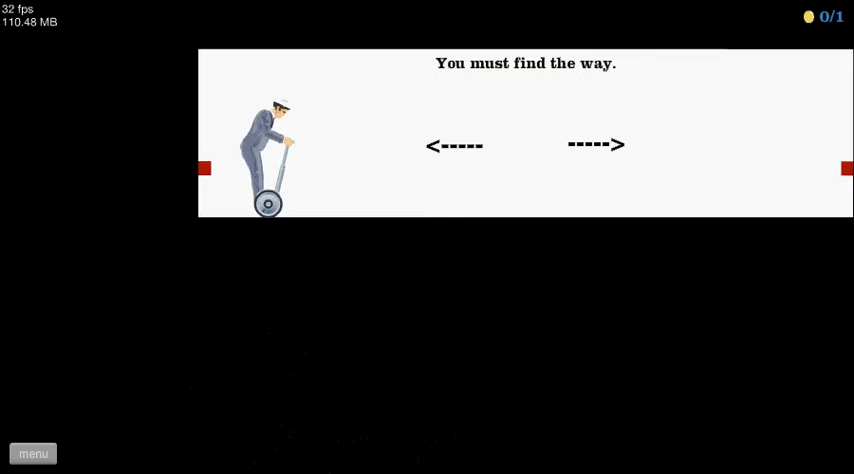 32 fps
110.48 MB
0/1
You must find the way.
<----- ----->
menu